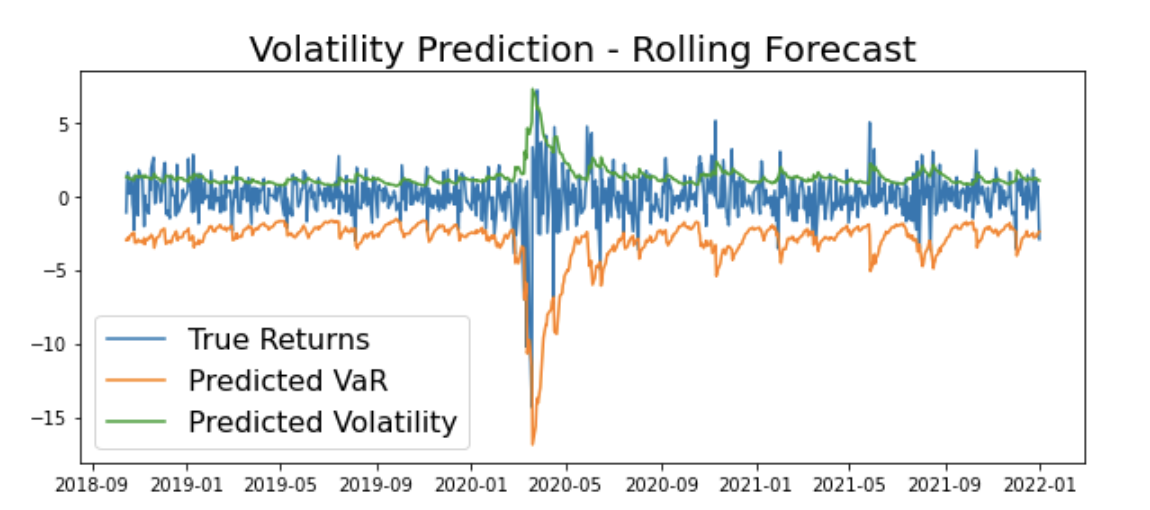 Volatility Prediction - Rolling Forecast
5
0
−5
−10
−15
True Returns
Predicted VaR
Predicted Volatility
2018-09 2019-01 2019-05 2019-09 2020-01 2020-05 2020-09 2021-01 2021-05 2021-09 2022-01